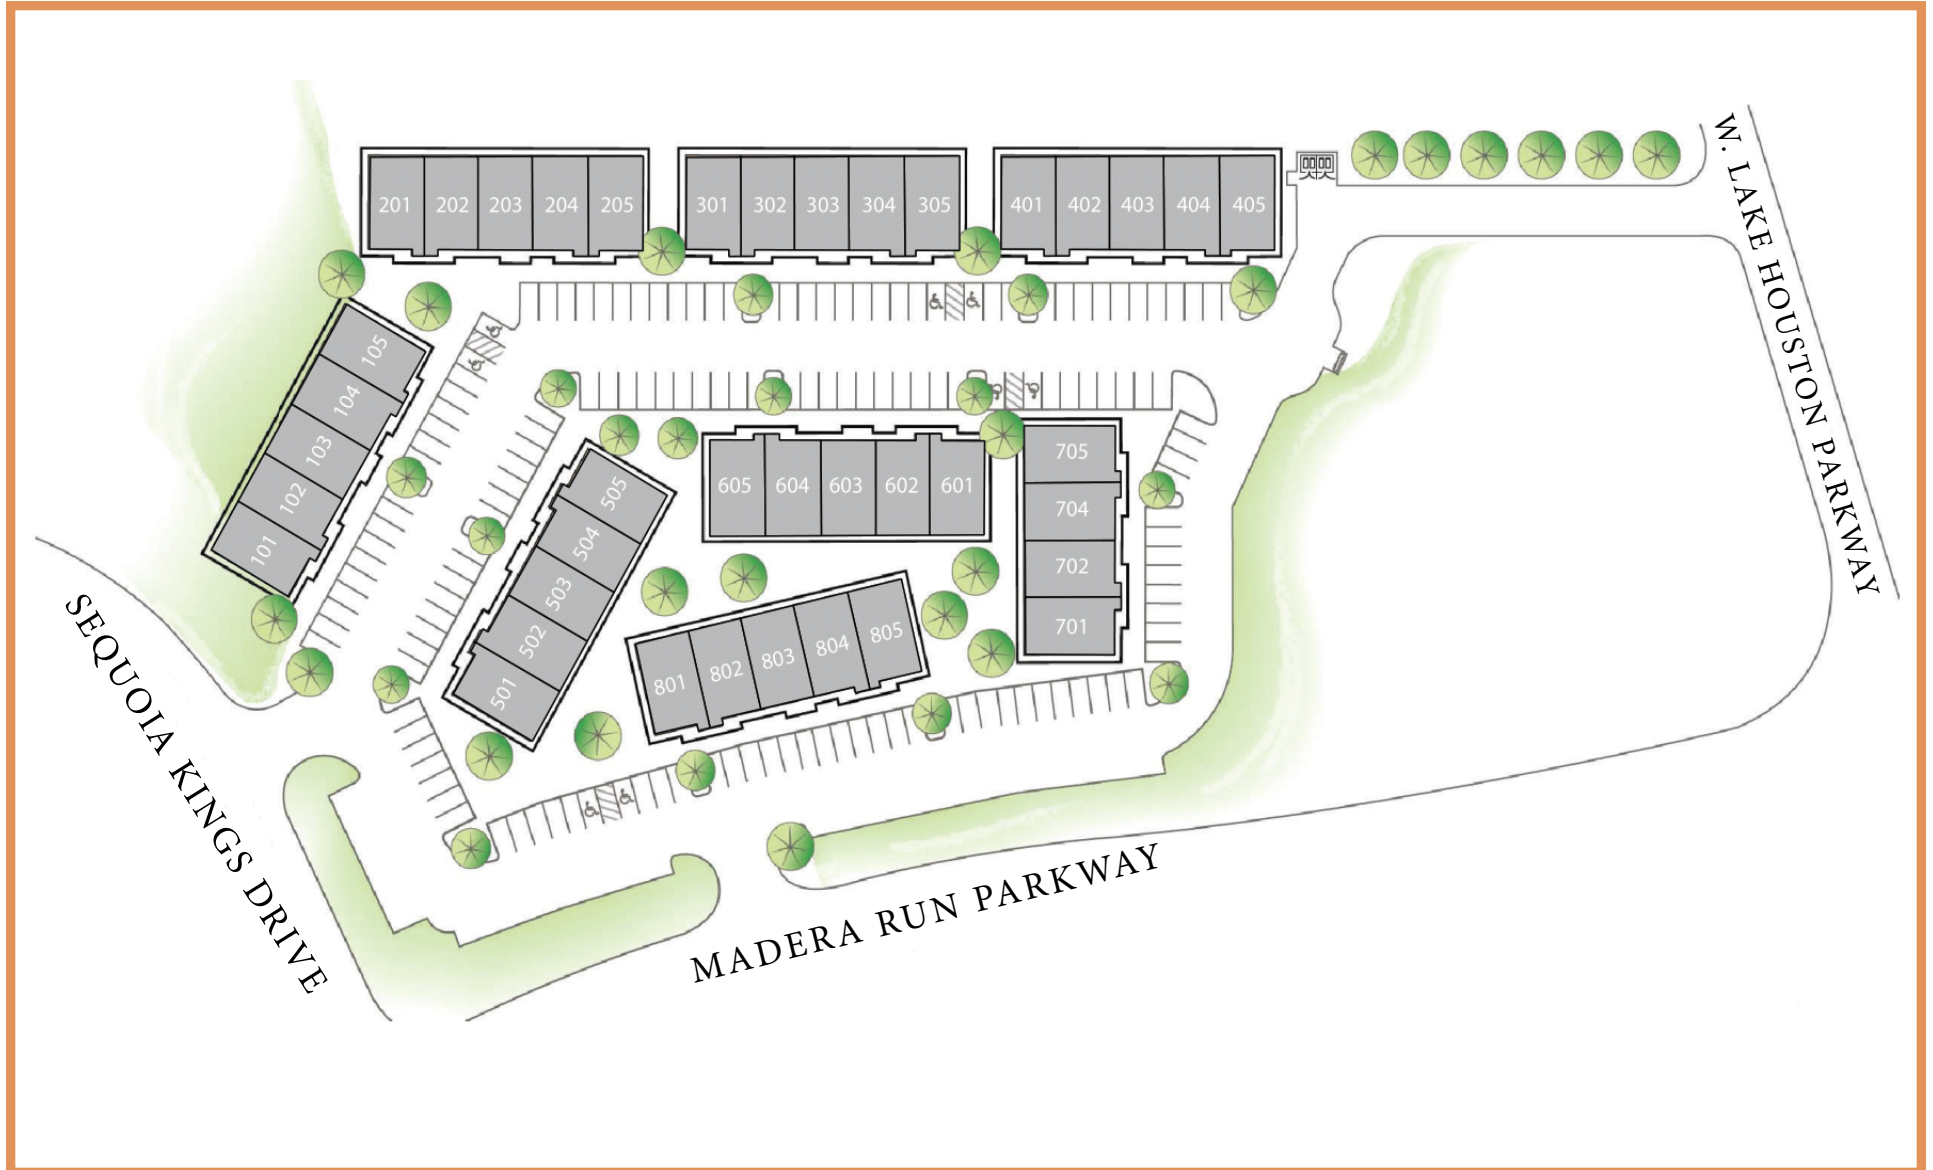 201 202 203 204 205
301 302 303 304 305
401 402 403 404 405
W. LAKE HOUSTON PARKWAY
105
104
103
102
101
505
504
503
502
501
605 604 603 602 601
705
704
702
701
801 802 803 804 805
SEQUOIA KINGS DRIVE
MADERA RUN PARKWAY